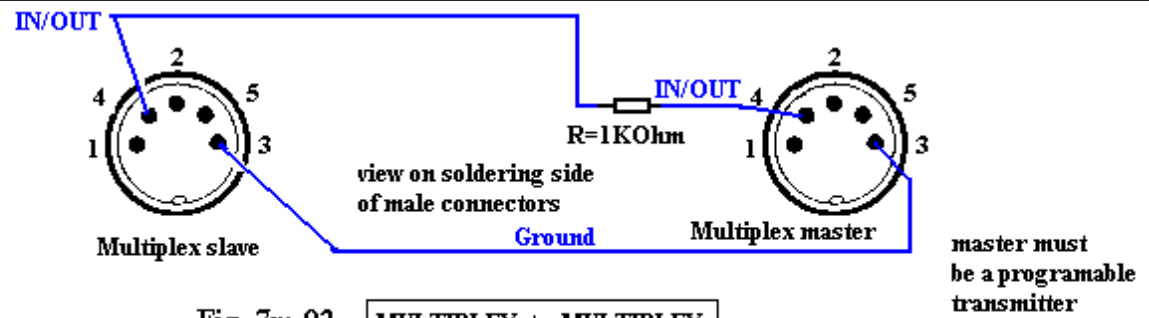 IN/OUT
2
4
5
1
3
Multiplex slave
view on soldering side
of male connectors
Ground
R=1KOhm
IN/OUT
2
4
5
1
3
Multiplex master
master must
be a programable
transmitter